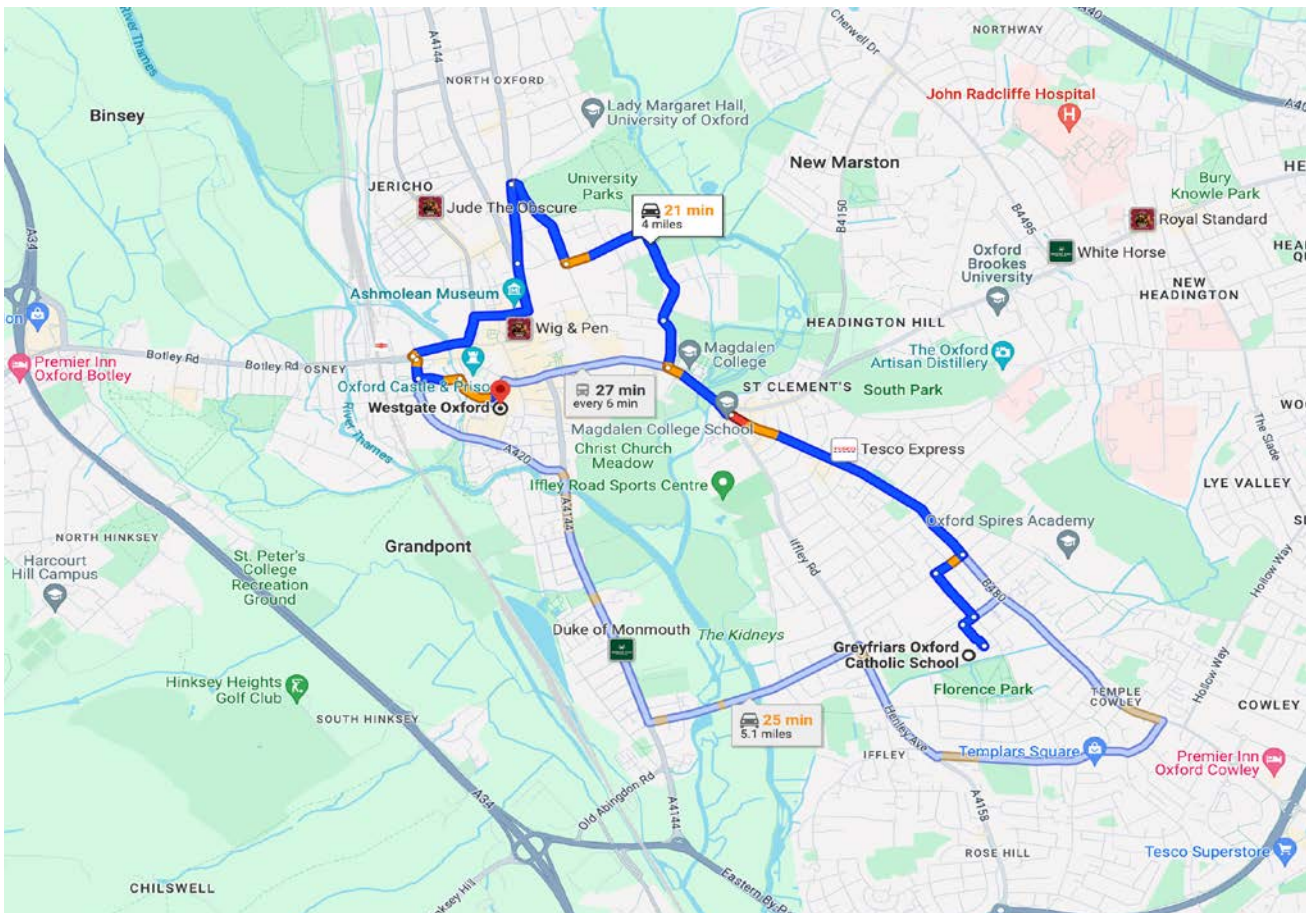 River Thames
A4144
Cherwell Dr
NORTHWAY
A40
NORTH OXFORD
John Radcliffe Hospital
H
Binsey
Lady Margaret Hall,
University of Oxford
New Marston
HE
JERICHO
University
Parks
Bury
Knowle Park
B4150
B4495
Jude The Obscure
21 min
4 miles
Royal Standard
A34
Oxford
Brookes
University
White Horse
HEA
QU
NEW
HEADINGTON
Ashmolean Museum
on
Wig & Pen
HEADINGTON HILL
Premier Inn
Oxford Botley
Botley Rd
Botley Rd
OSNEY
Magdalen
College
The Oxford
Artisan Distillery
Oxford Castle & Priso
27 min
every 6 min
ST CLEMENT'S
South Park
Westgate Oxford
WO
River Thames
Magdalen College School
The Slade
A420
Christ Church
Meadow
Tesco Express
Iffley Road Sports Centre
LYE VALLEY
A4144
Oxford Spires Academy
NORTH HINKSEY
Grandpont
Iffley Rd
Harcourt
Hill Campus
St. Peter's
College
Recreation
Ground
B480
Hollow Way
Duke of Monmouth
The Kidneys
Greyfriars Oxford
Catholic School
Hinksey Heights
Golf Club
Florence Park
Hollow Way
TEMPLE
COWLEY
COWLEY
SOUTH HINKSEY
25 min
5.1 miles
Henley Ave
IFFLEY
Templars Square
Premier Inn
Oxford Cowley
A34
Old Abingdon Rd
A4144
A4158
ROSE HILL
Tesco Superstore
CHILSWELL
Eastern By-P